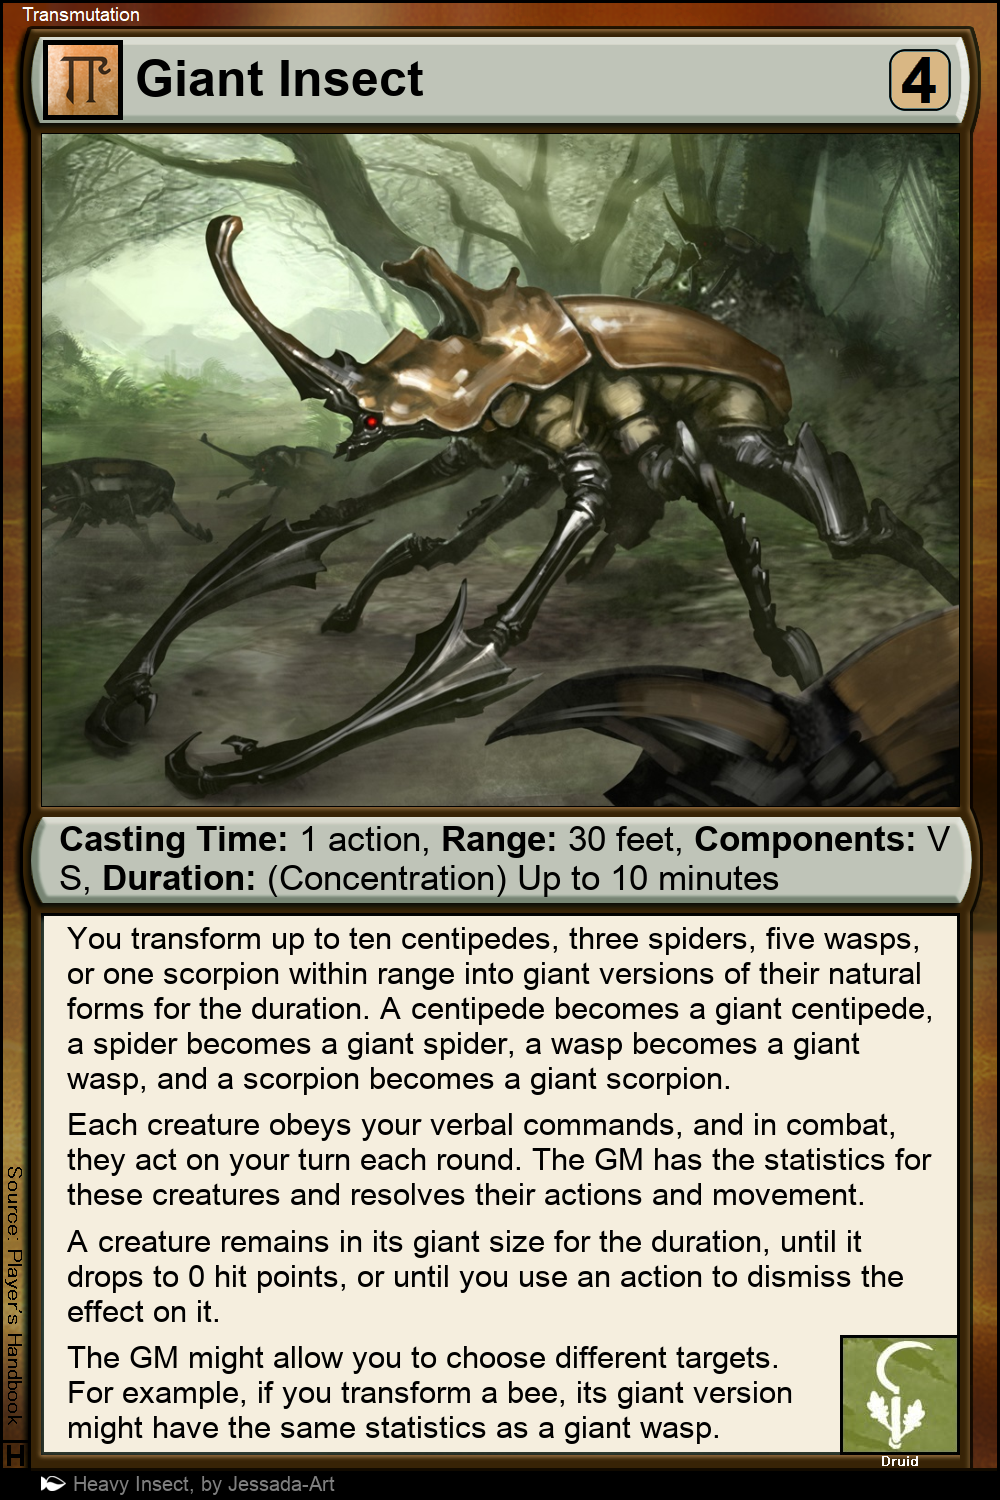 Transmutation
Giant Insect
4
Casting Time: 1 action, Range: 30 feet, Components: V
S, Duration: (Concentration) Up to 10 minutes
You transform up to ten centipedes, three spiders, five wasps,
or one scorpion within range into giant versions of their natural
forms for the duration. A centipede becomes a giant centipede,
a spider becomes a giant spider, a wasp becomes a giant
wasp, and a scorpion becomes a giant scorpion.
Each creature obeys your verbal commands, and in combat,
they act on your turn each round. The GM has the statistics for
these creatures and resolves their actions and movement.
A creature remains in its giant size for the duration, until it
drops to 0 hit points, or until you use an action to dismiss the
effect on it.
The GM might allow you to choose different targets.
For example, if you transform a bee, its giant version
might have the same statistics as a giant wasp.
Druid
Source: Player's Handbook
H
Heavy Insect, by Jessada-Art